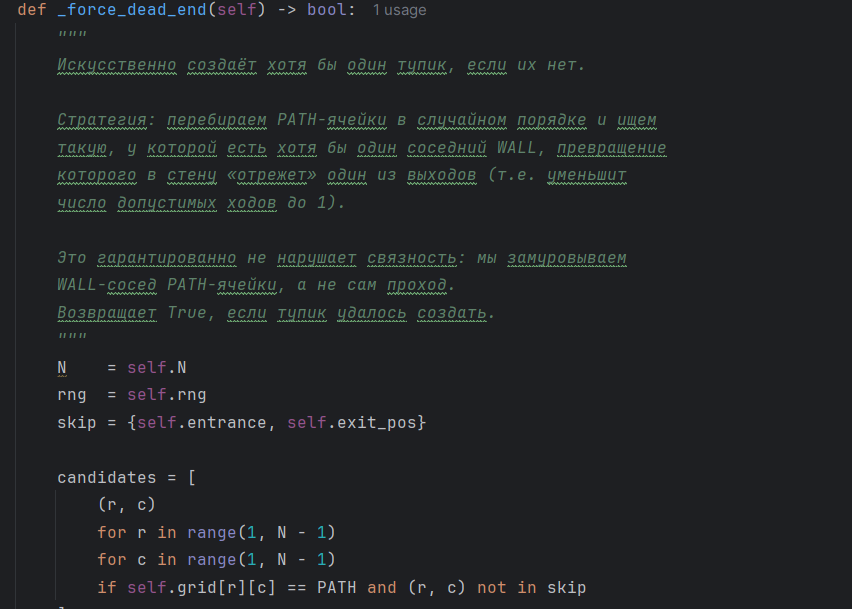 def _force_dead_end(self) -> bool: 1 usage
"""
Искусственно создаёт хотя бы один тупик, если их нет.
Стратегия: перебираем PATH-ячейки в случайном порядке и ищем
такую, у которой есть хотя бы один соседний WALL, превращение
которого в стену «отрежет» один из выходов (т.е. уменьшит
число допустимых ходов до 1).
Это гарантированно не нарушает связность: мы замуровываем
WALL-сосед PATH-ячейки, а не сам проход.
Возвращает True, если тупик удалось создать.
"""
N    = self.N
rng  = self.rng
skip = {self.entrance, self.exit_pos}
candidates = [
(r, c)
for r in range(1, N - 1)
for c in range(1, N - 1)
if self.grid[r][c] == PATH and (r, c) not in skip